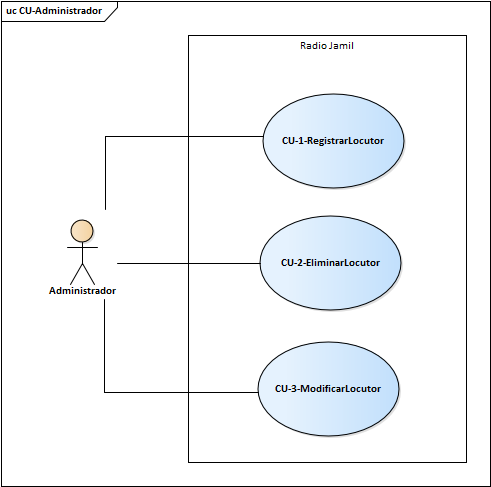 uc CU-Administrador
Radio Jamil
CU-1-RegistrarLocutor
CU-2-EliminarLocutor
Administrador
CU-3-ModificarLocutor